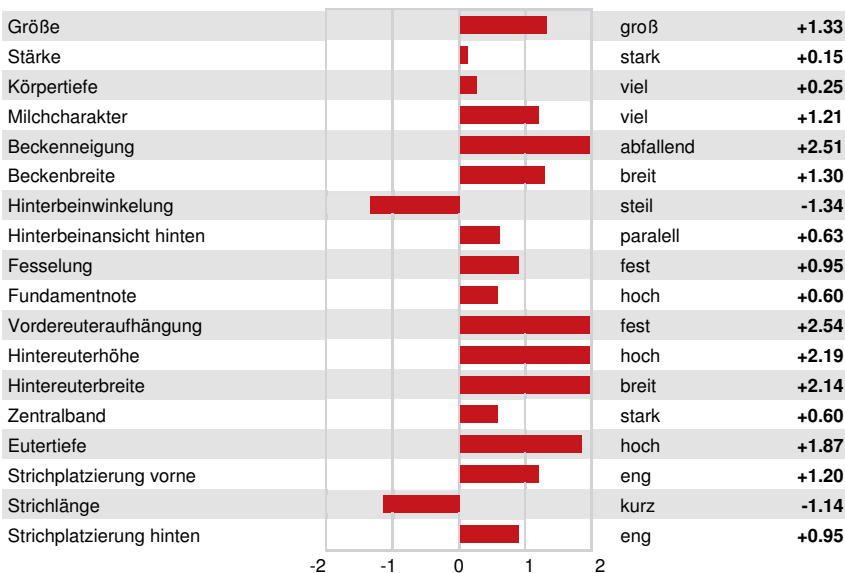 Größe groß +1.33
Stärke stark +0.15
Körpertiefe viel +0.25
Milchcharakter viel +1.21
Beckenneigung abfallend +2.51
Beckenbreite breit +1.30
Hinterbeinwinkelung steil -1.34
Hinterbeinansicht hinten paralell +0.63
Fesselung fest +0.95
Fundamentnote hoch +0.60
Vordereuteraufhängung fest +2.54
Hintereuterhöhe hoch +2.19
Hintereuterbreite breit +2.14
Zentralband stark +0.60
Eutertiefe hoch +1.87
Strichplatzierung vorne eng +1.20
Strichlänge kurz -1.14
Strichplatzierung hinten eng +0.95
-2 -1 0 1 2